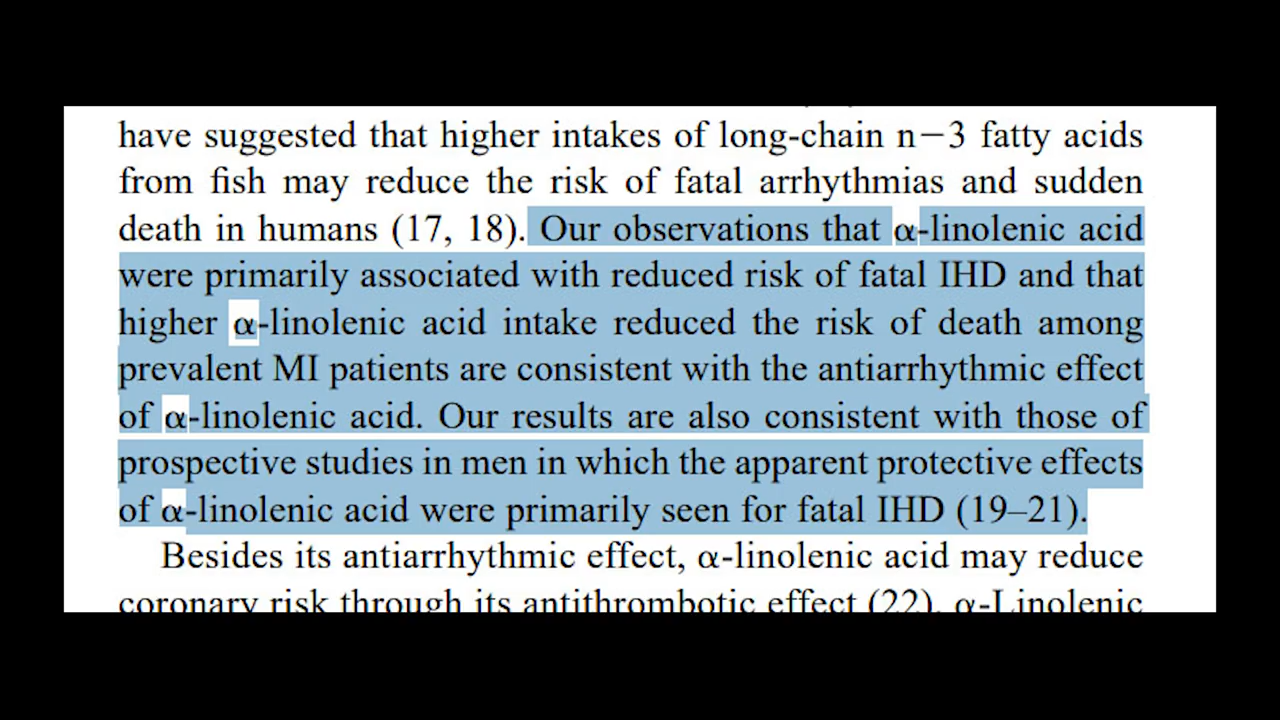 have suggested that higher intakes of long-chain n−3 fatty acids
from fish may reduce the risk of fatal arrhythmias and sudden
death in humans (17, 18). Our observations that α-linolenic acid
were primarily associated with reduced risk of fatal IHD and that
higher α-linolenic acid intake reduced the risk of death among
prevalent MI patients are consistent with the antiarrhythmic effect
of α-linolenic acid. Our results are also consistent with those of
prospective studies in men in which the apparent protective effects
of α-linolenic acid were primarily seen for fatal IHD (19–21).
Besides its antiarrhythmic effect, α-linolenic acid may reduce
coronary risk through its antithrombotic effect (22). α-Linolenic